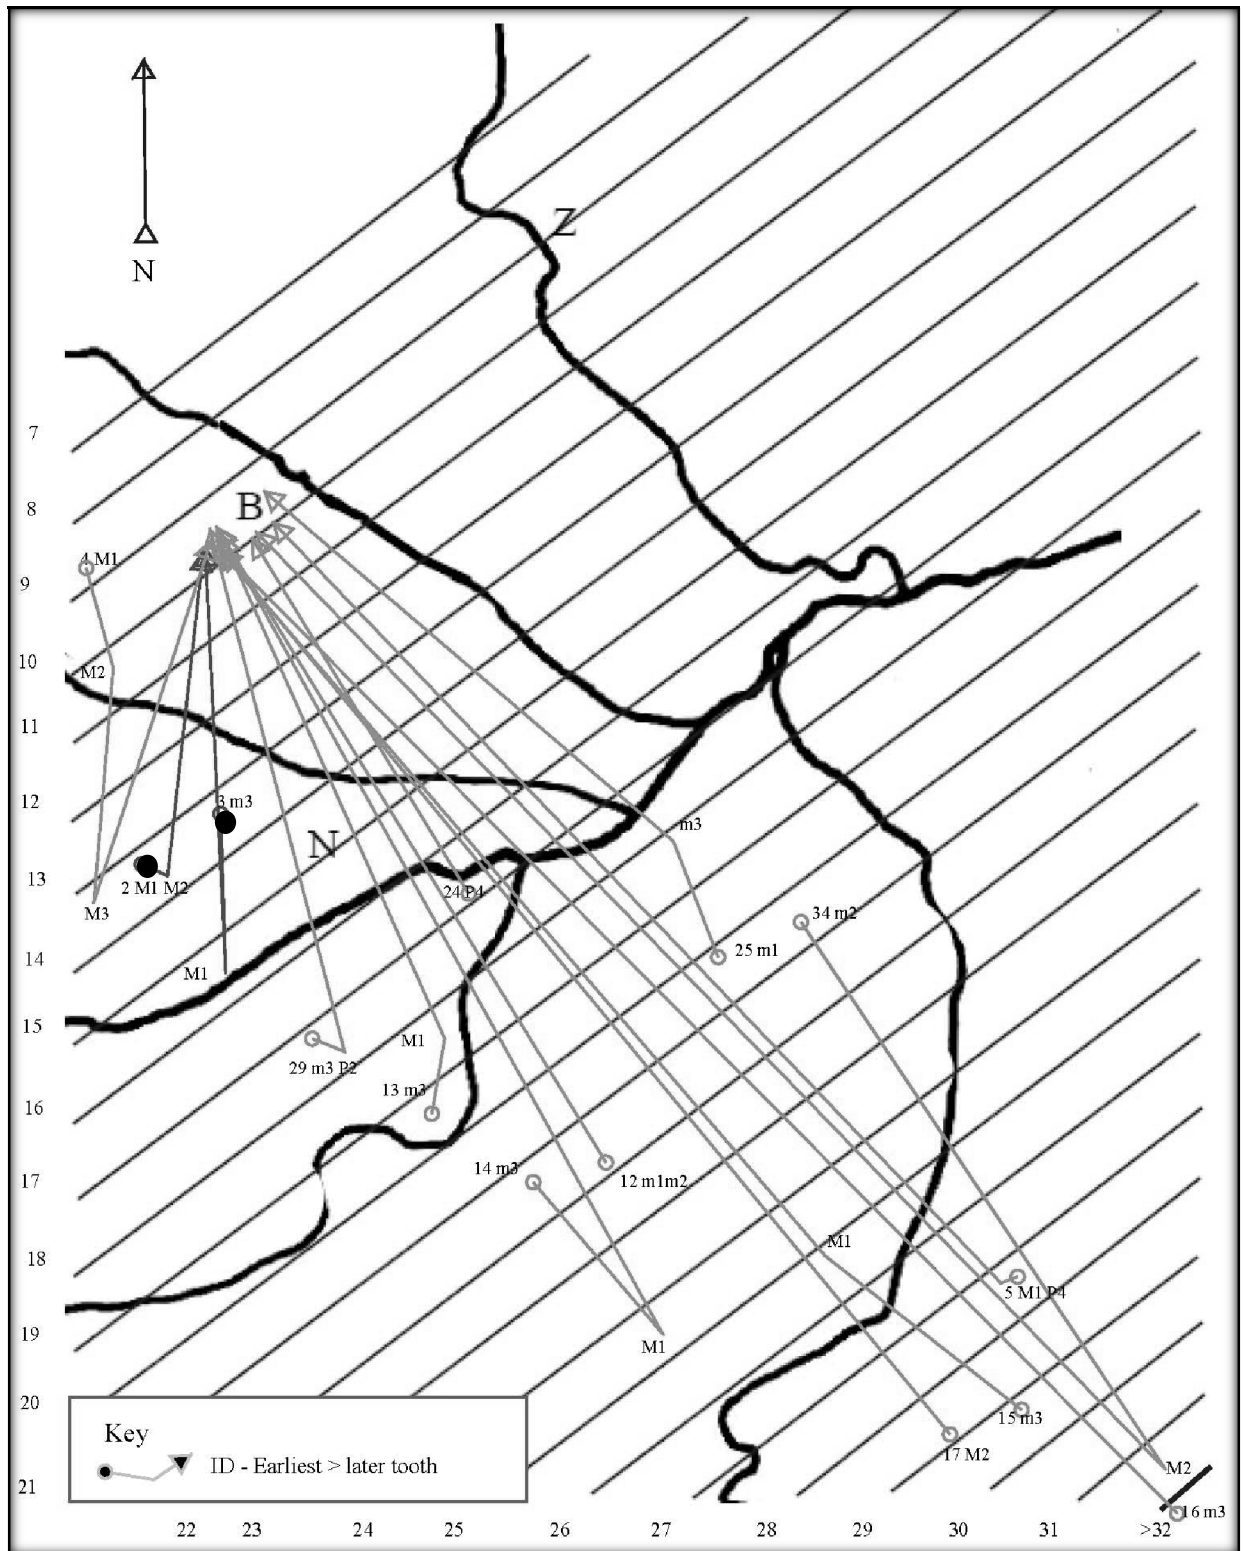 N
Z
7
8
B
4 M1
9
10
M2
11
12
3 m3
m3
N
13
2 M1 M2
24 P4
M3
34 m2
25 m1
14
M1
15
M1
29 m3 P2
13 m3
16
14 m3
17
12 m1m2
M1
18
5 M1 P4
19
M1
20
15 m3
17 M2
M2
21
16 m3
Key
ID - Earliest > later tooth
22 23 24 25 26 27 28 29 30 31 >32